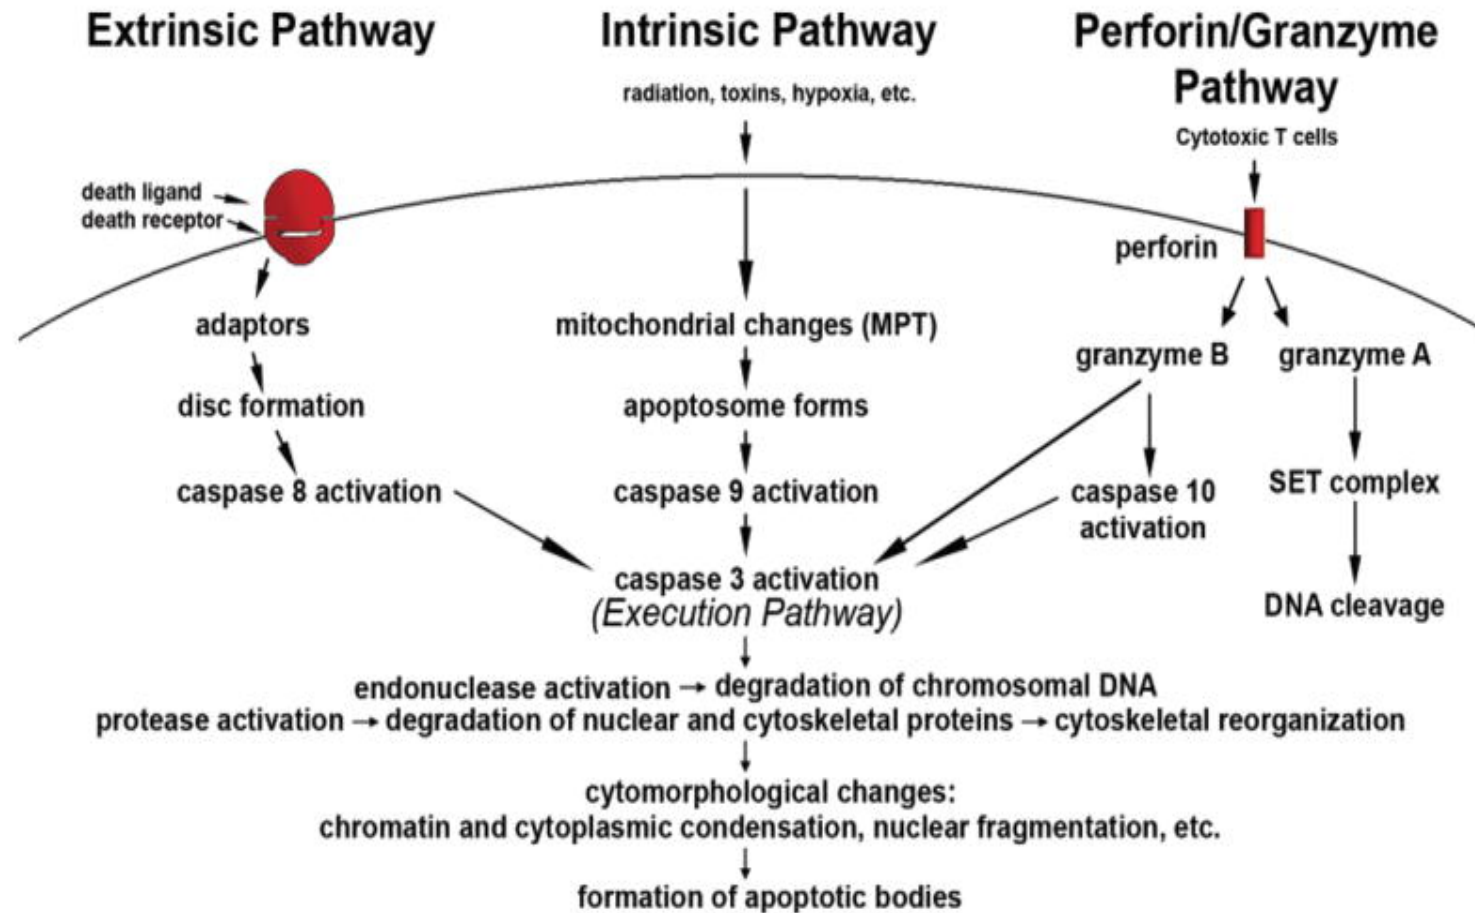 Extrinsic Pathway
Intrinsic Pathway
Perforin/Granzyme
Pathway
radiation, toxins, hypoxia, etc.
Cytotoxic T cells
death ligand
death receptor
perforin
adaptors
mitochondrial changes (MPT)
granzyme B
granzyme A
disc formation
apoptosome forms
caspase 8 activation
caspase 9 activation
caspase 10
activation
SET complex
caspase 3 activation
(Execution Pathway)
DNA cleavage
endonuclease activation → degradation of chromosomal DNA
protease activation → degradation of nuclear and cytoskeletal proteins → cytoskeletal reorganization
cytomorphological changes:
chromatin and cytoplasmic condensation, nuclear fragmentation, etc.
formation of apoptotic bodies